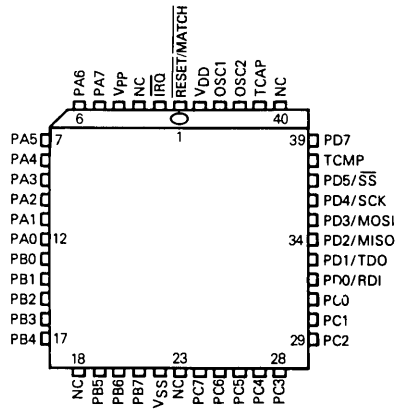 PA6 PA7 VPP NC IRQ RESET/MATCH VDD OSC1 OSC2 TCAP NC
6 1 40
PA5 7 39 PD7
PA4 TCMP
PA3 PD5/SS
PA2 PD4/SCK
PA1 PD3/MOSI
PA0 12 34 PD2/MISO
PB0 PD1/TDO
PB1 PD0/RDI
PB2 PC0
PB3 PC1
PB4 17 29 PC2
18 23 28
NC PB5 PB6 PB7 VSS NC PC7 PC6 PC5 PC4 PC3